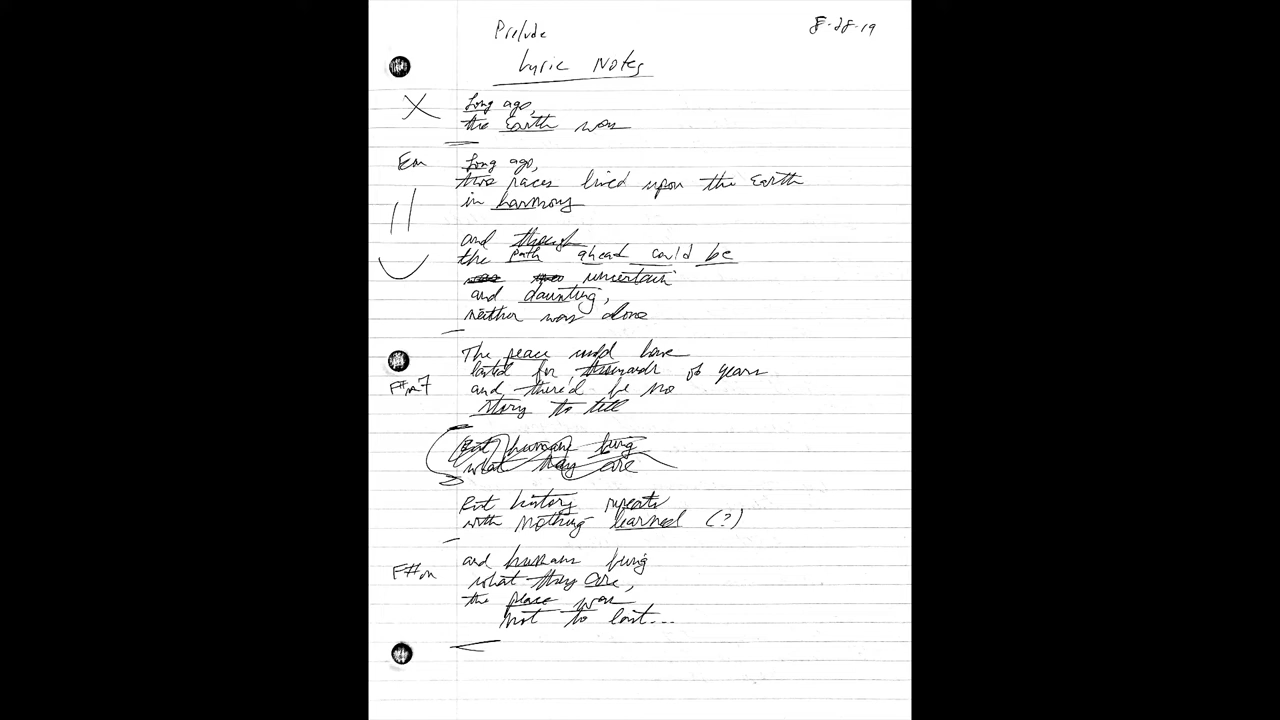 Prelude
8-28-19
Lyric Notes
X Long ago,
the Earth was
Em Long ago,
two races lived upon the Earth
in harmony
and though
the path ahead could be
uncertain
and daunting,
neither was alone
The peace could have
lasted for thousands of years
F#m7 and there'd be no
story to tell
But humans being
what they are
But history repeats
with nothing learned (?)
and humans being
F#m what they are,
the peace was
not to last...